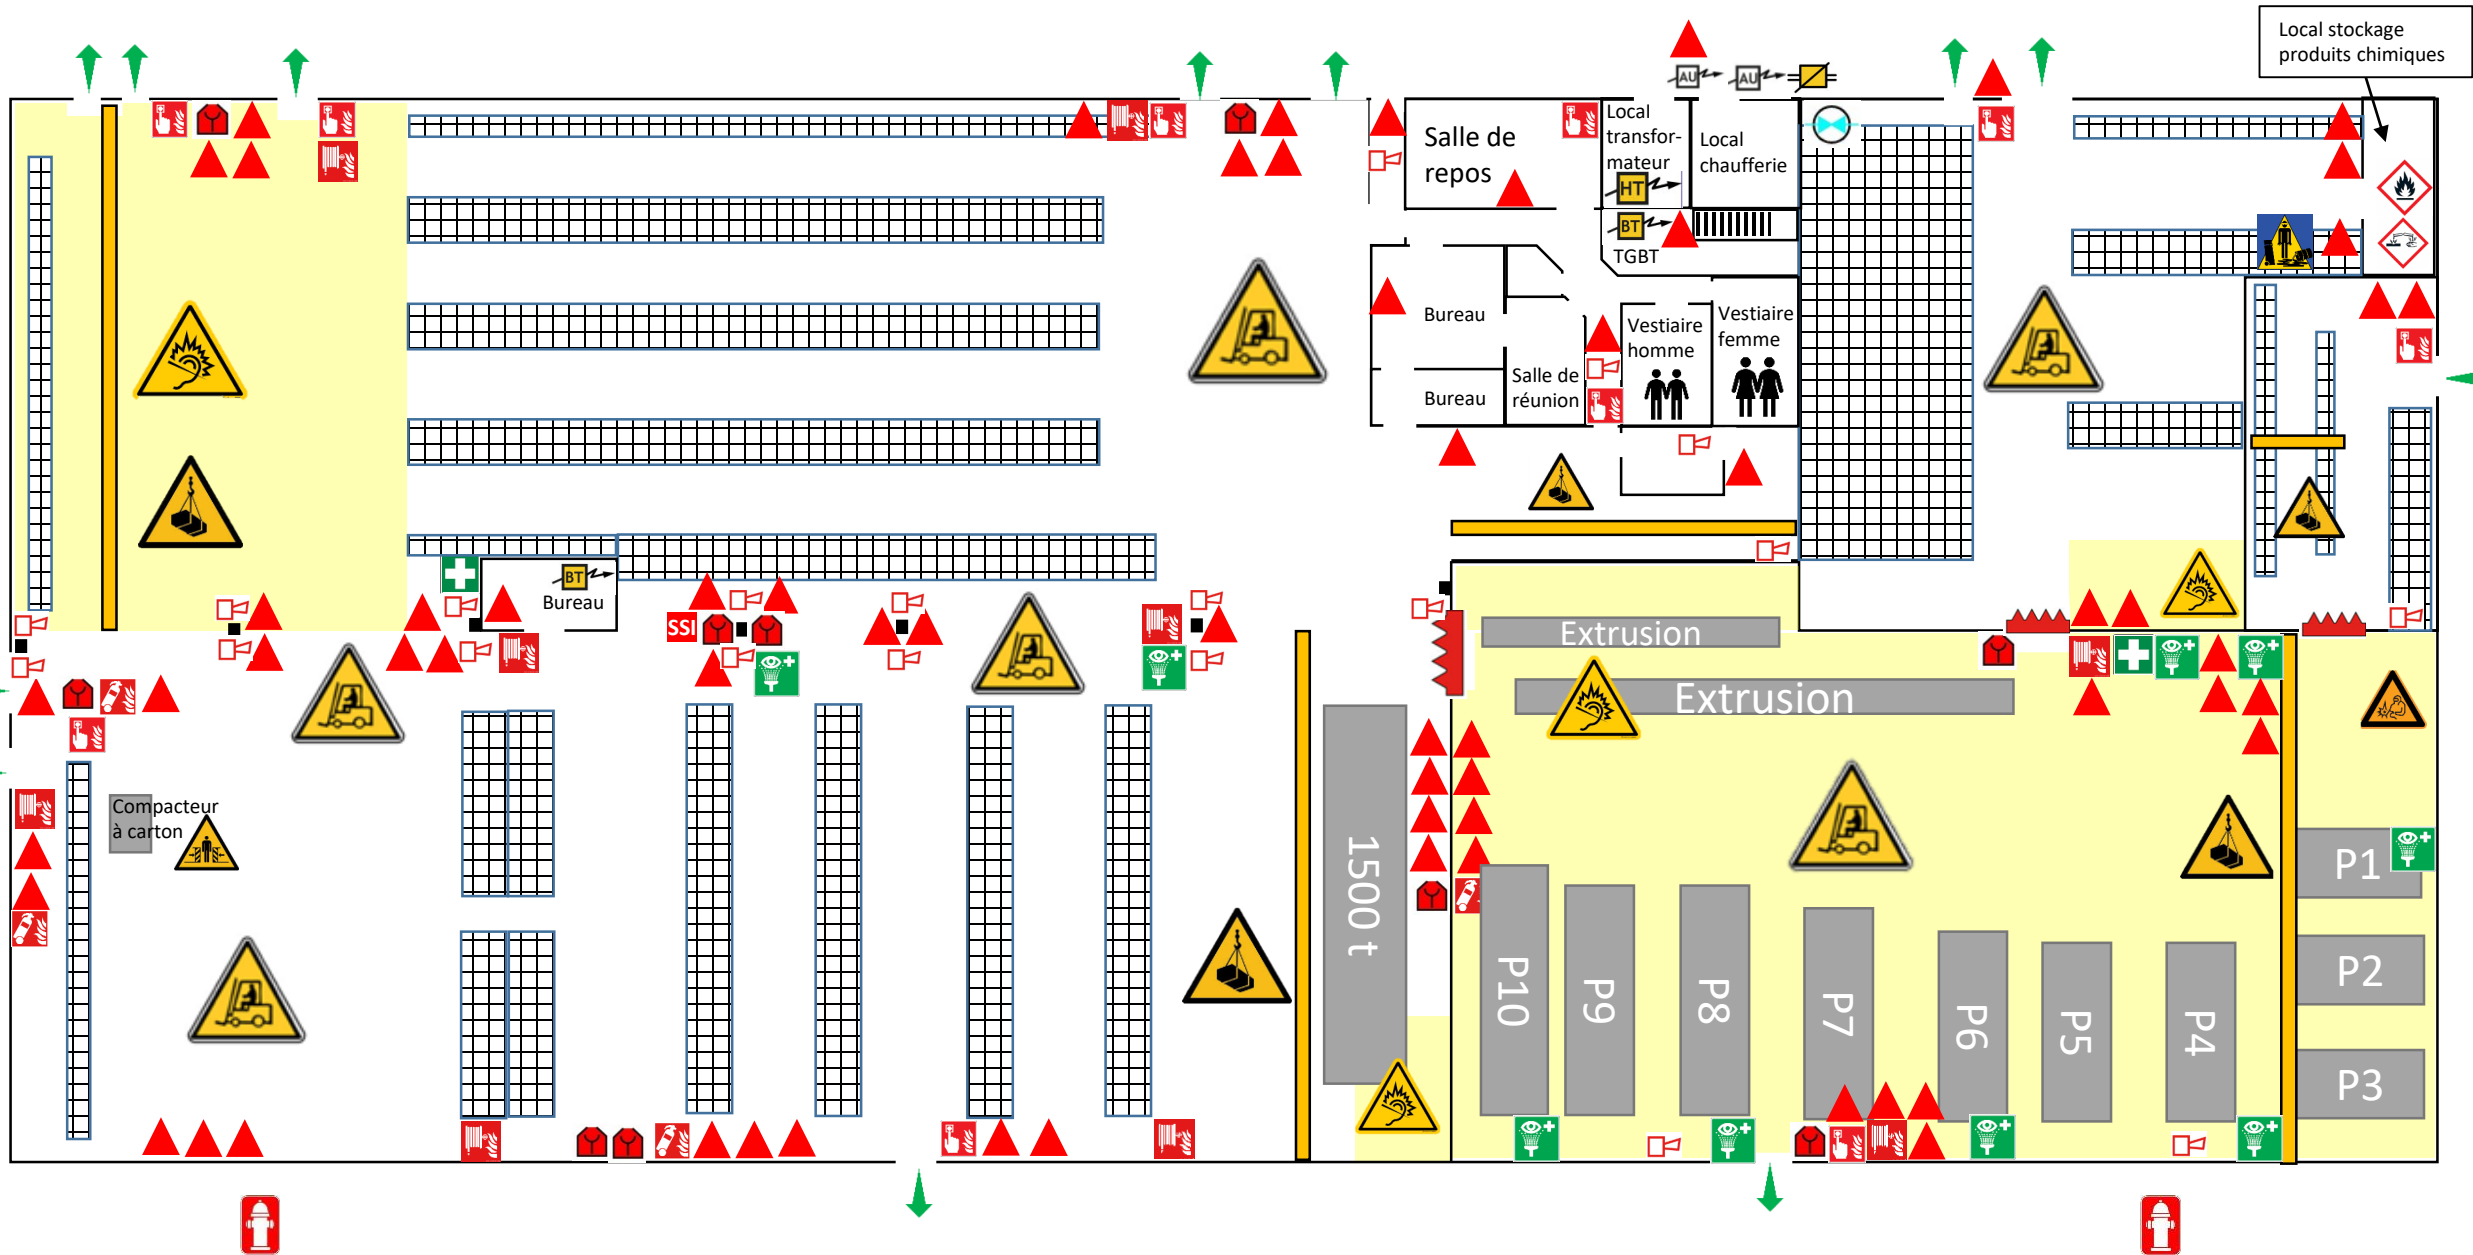 Local stockage
produits chimiques
AU
AU
Salle de
repos
Local
transfor-
mateur
HT
Local
chaufferie
BT
TGBT
Bureau
Vestiaire
homme
Vestiaire
femme
Salle de
réunion
Bureau
BT
Bureau
SSI
Extrusion
Extrusion
Compacteur
à carton
1500 t
P10
P9
P8
P7
P6
P5
P4
P1
P2
P3